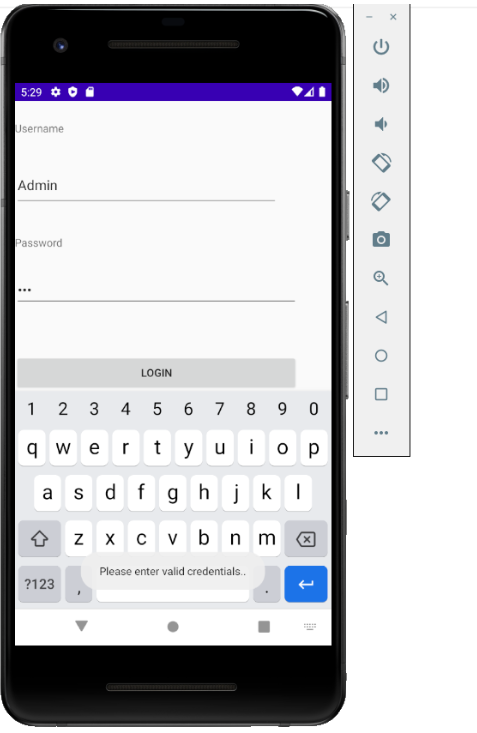 5:29
Username
Admin
Password
•••
LOGIN
1 2 3 4 5 6 7 8 9 0
q w e r t y u i o p
a s d f g h j k l
z x c v b n m
Please enter valid credentials..
?123 , .